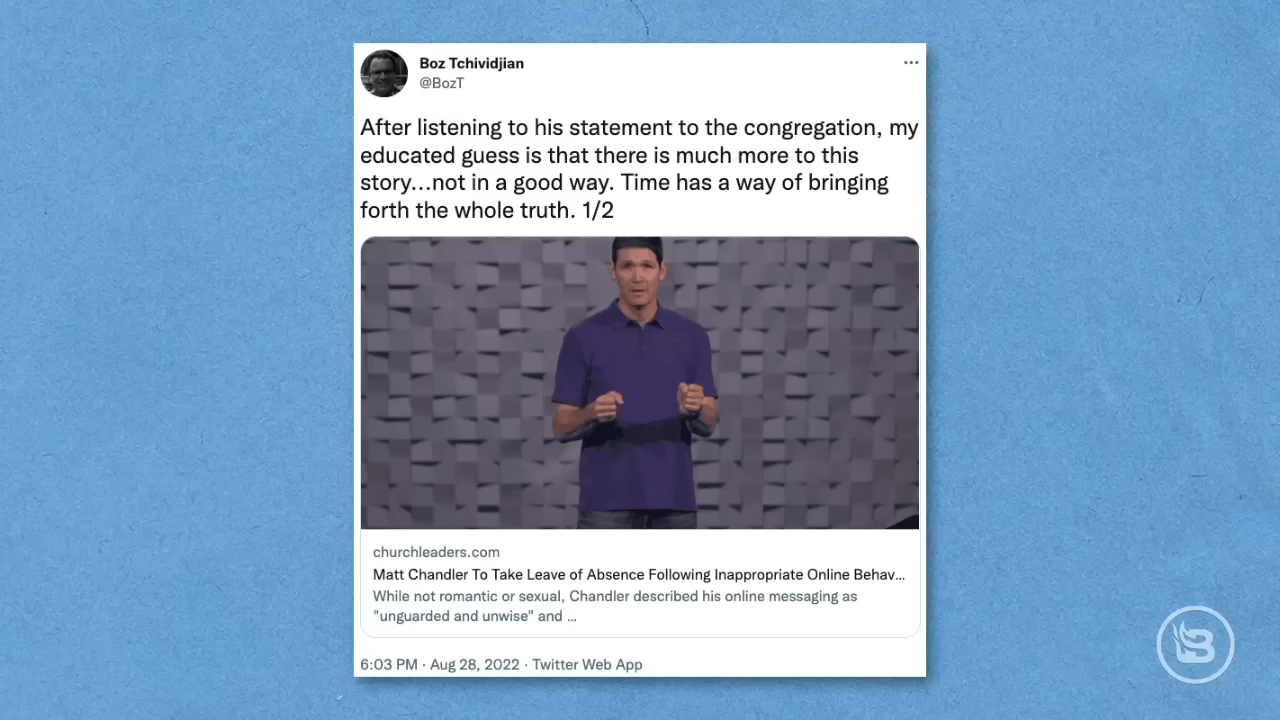 Boz Tchividjian
@BozT
After listening to his statement to the congregation, my
educated guess is that there is much more to this
story...not in a good way. Time has a way of bringing
forth the whole truth. 1/2
churchleaders.com
Matt Chandler To Take Leave of Absence Following Inappropriate Online Behav...
While not romantic or sexual, Chandler described his online messaging as
"unguarded and unwise" and ...
6:03 PM · Aug 28, 2022 · Twitter Web App
B